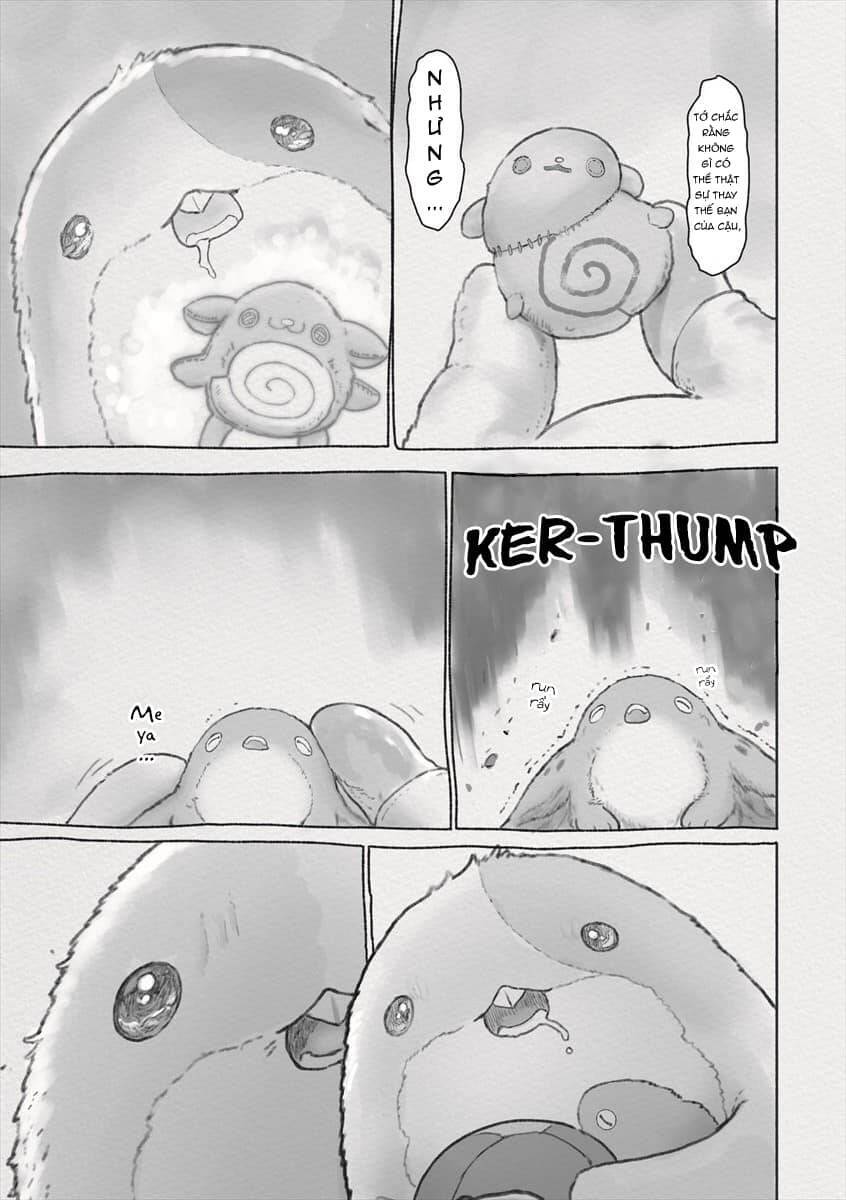 TỚ CHẮC
RẰNG
KHÔNG
GÌ CÓ
THỂ THẬT
SỰ THAY
THẾ BẠN
CỦA CẬU,
NHƯNG
...
KER-THUMP
run
rẩy
run
rẩy
Me
ya
...